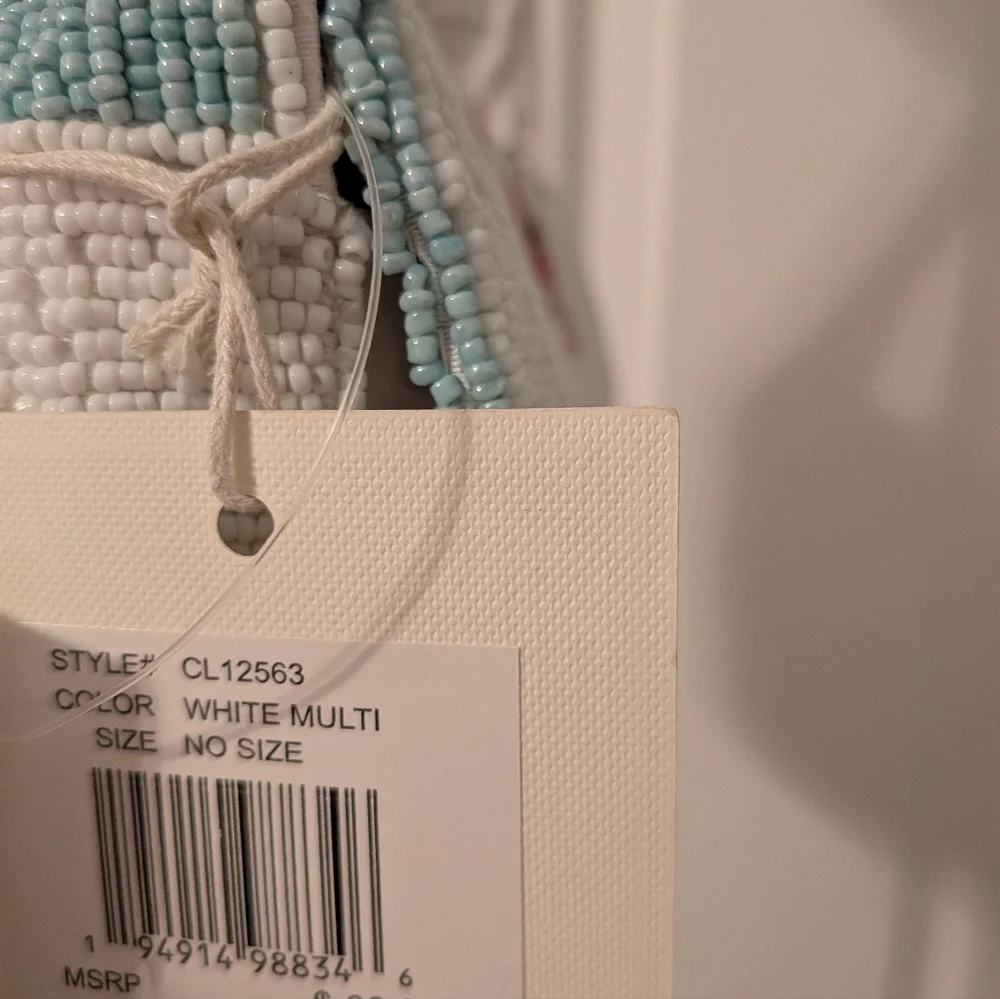 STYLE# CL12563
COLOR WHITE MULTI
SIZE NO SIZE
1 94914 98834 6
MSRP
$